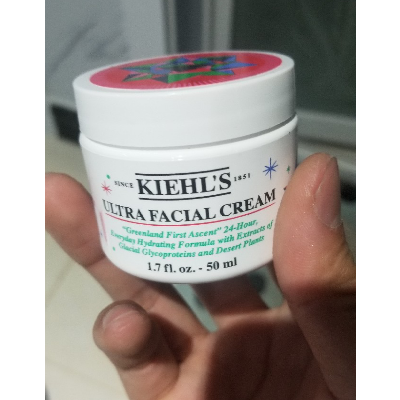 SINCE KIEHL'S 1851
ULTRA FACIAL CREAM
"Greenland First Ascent" 24-Hour,
Everyday Hydrating Formula with Extracts of
Glacial Glycoproteins and Desert Plants
1.7 fl. oz. - 50 ml